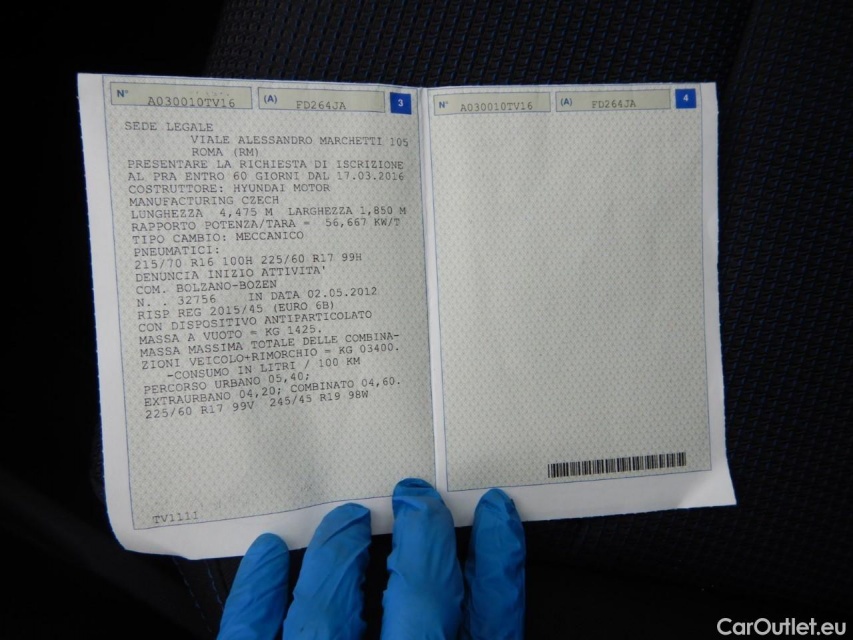 N° A030010TV16 (A) FD264JA 3
SEDE LEGALE
VIALE ALESSANDRO MARCHETTI 105
ROMA (RM)
PRESENTARE LA RICHIESTA DI ISCRIZIONE
AL PRA ENTRO 60 GIORNI DAL 17.03.2016
COSTRUTTORE: HYUNDAI MOTOR
MANUFACTURING CZECH
LUNGHEZZA 4,475 M LARGHEZZA 1,850 M
RAPPORTO POTENZA/TARA = 56,667 KW/T
TIPO CAMBIO: MECCANICO
PNEUMATICI:
215/70 R16 100H 225/60 R17 99H
DENUNCIA INIZIO ATTIVITA'
COM. BOLZANO-BOZEN
N. . 32756 IN DATA 02.05.2012
RISP REG 2015/45 (EURO 6B)
CON DISPOSITIVO ANTIPARTICOLATO
MASSA A VUOTO = KG 1425.
MASSA MASSIMA TOTALE DELLE COMBINA-
ZIONI VEICOLO+RIMORCHIO = KG 03400.
-CONSUMO IN LITRI / 100 KM
PERCORSO URBANO 05,40;
EXTRAURBANO 04,20; COMBINATO 04,60.
225/60 R17 99V 245/45 R19 98W
TV1111
N° A030010TV16 (A) FD264JA 4
CarOutlet.eu